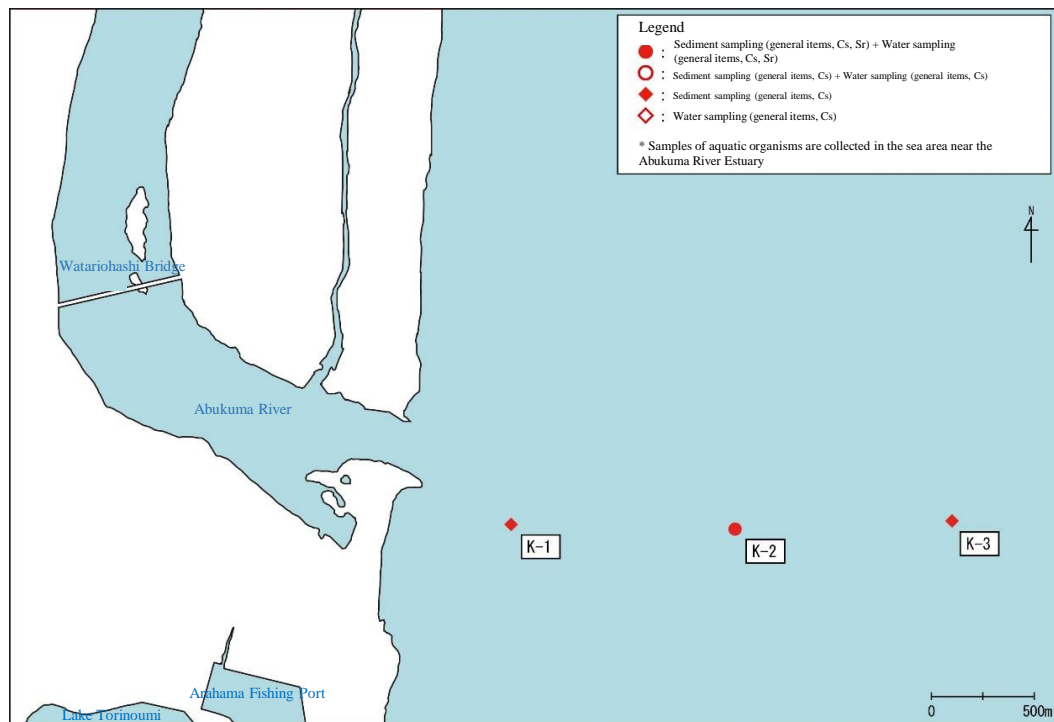 Legend
: Sediment sampling (general items, Cs, Sr) + Water sampling
(general items, Cs, Sr)
: Sediment sampling (general items, Cs) + Water sampling (general items, Cs)
: Sediment sampling (general items, Cs)
: Water sampling (general items, Cs)
* Samples of aquatic organisms are collected in the sea area near the
Abukuma River Estuary
N
Watariohashi Bridge
Abukuma River
K-1
K-2
K-3
Arahama Fishing Port
Lake Torinoumi
0 500m